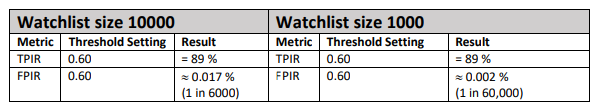 Watchlist size 10000 Watchlist size 1000
Metric Threshold Setting Result Metric Threshold Setting Result
TPIR 0.60 = 89 % TPIR 0.60 = 89 %
FPIR 0.60 ≈ 0.017 % FPIR 0.60 ≈ 0.002 %
(1 in 6000) (1 in 60,000)